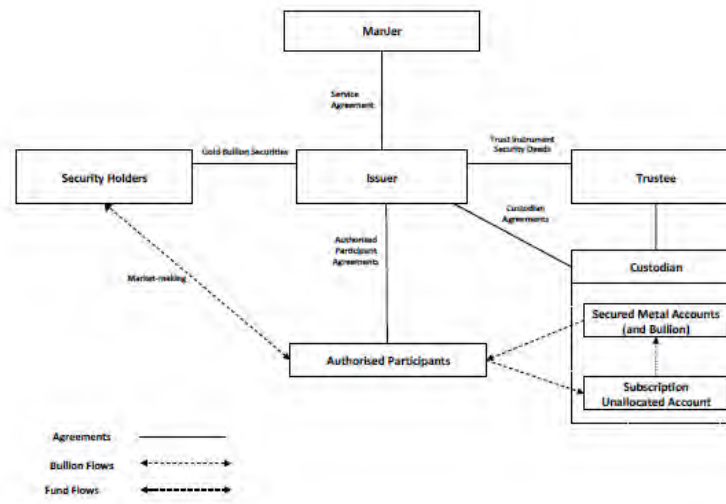 ManJer
Service
Agreement
Gold Bullion Securities
Trust Instrument
Security Deeds
Security Holders
Issuer
Trustee
Custodian
Agreements
Authorised
Participant
Agreements
Custodian
Market-making
Secured Metal Accounts
(and Bullion)
Authorised Participants
Subscription
Unallocated Account
Agreements
Bullion Flows
Fund Flows